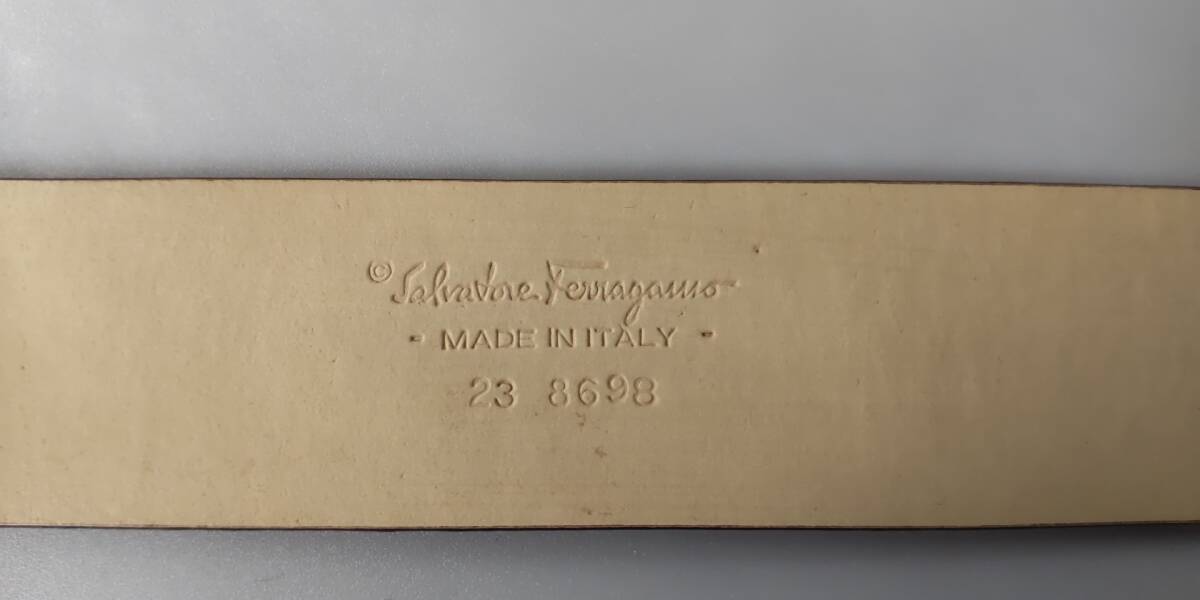 © Salvatore Ferragamo
- MADE IN ITALY -
23 8698